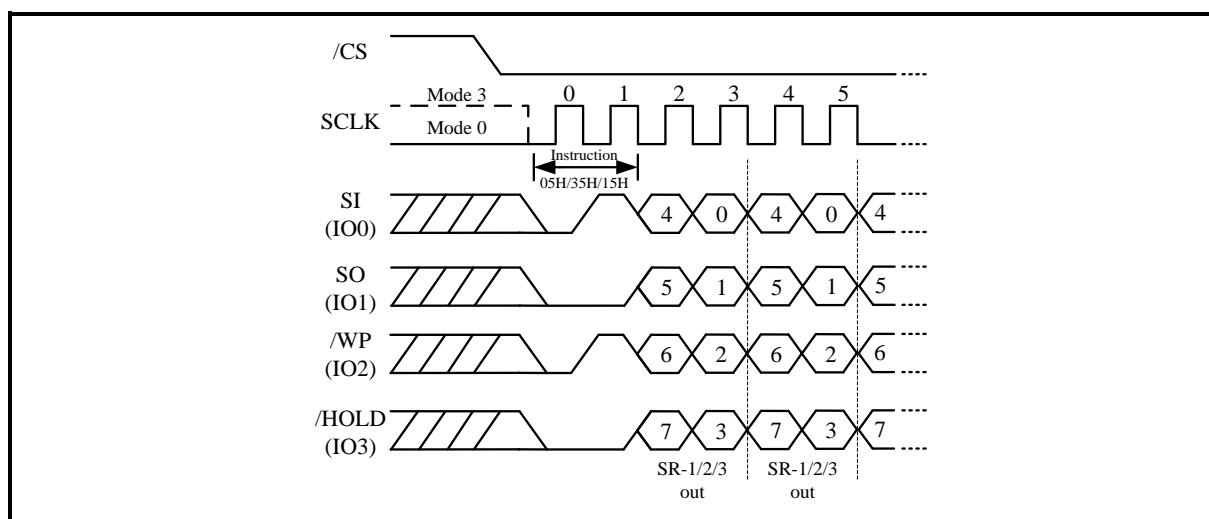 /CS
Mode 3
0 1 2 3 4 5
SCLK
Mode 0
Instruction
05H/35H/15H
SI
(IO0)
4 0 4 0 4
SO
(IO1)
5 1 5 1 5
/WP
(IO2)
6 2 6 2 6
/HOLD
(IO3)
7 3 7 3 7
SR-1/2/3
out
SR-1/2/3
out